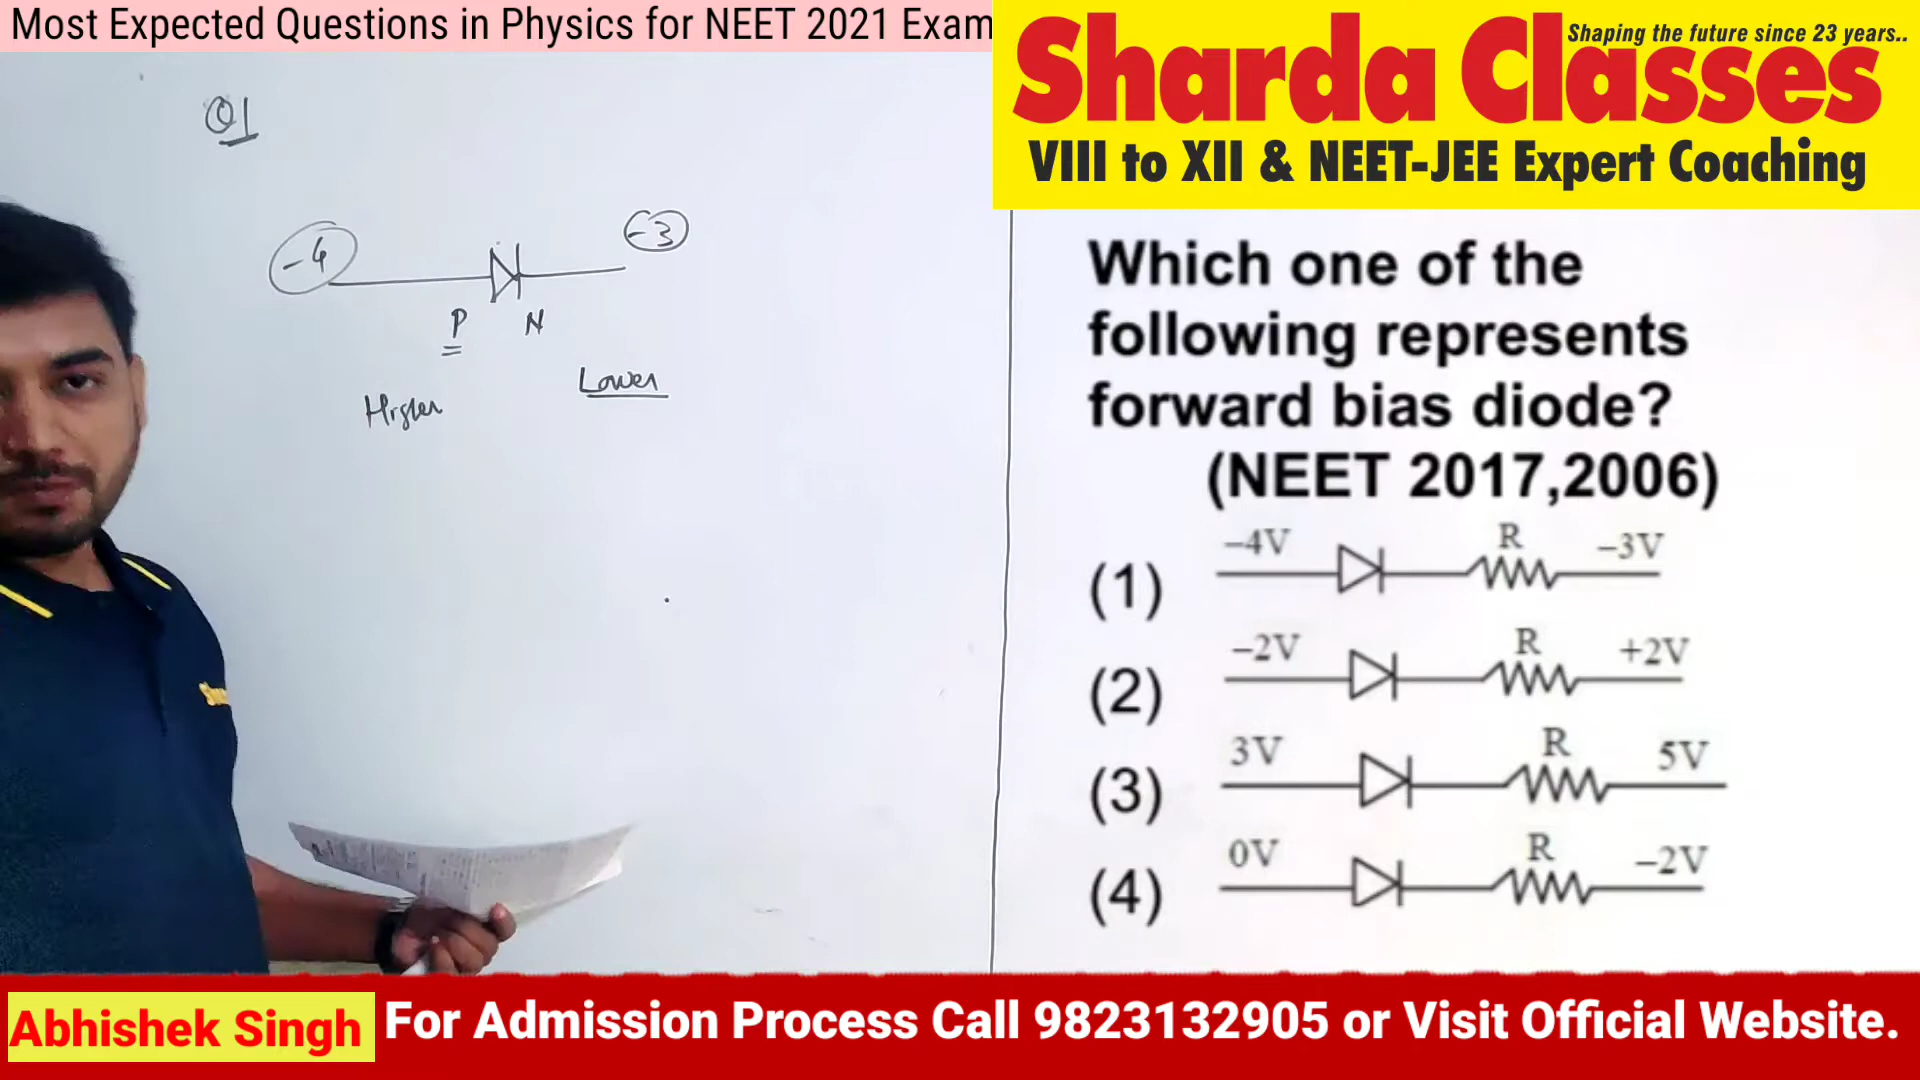 Most Expected Questions in Physics for NEET 2021 Exam
Shaping the future since 23 years..
Sharda Classes
VIII to XII & NEET-JEE Expert Coaching
Q1
-4
-3
P N
Higher
Lower
Which one of the
following represents
forward bias diode?
(NEET 2017,2006)
(1) –4V R –3V
(2) –2V R +2V
(3) 3V R 5V
(4) 0V R –2V
Abhishek Singh
For Admission Process Call 9823132905 or Visit Official Website.